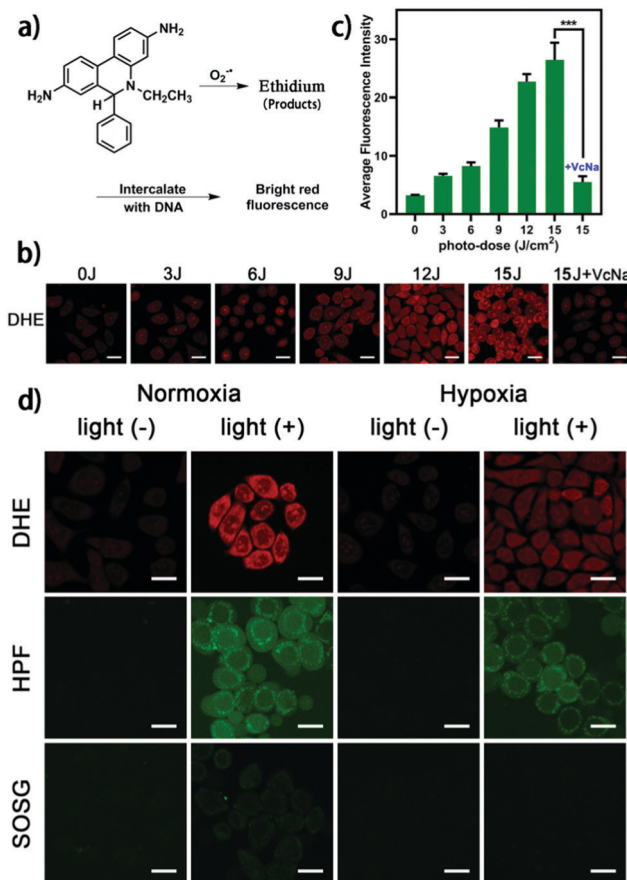 a)
NH₂
H₂N
N
CH₂CH₃
H
O₂⁻•
Ethidium
(Products)
Intercalate
with DNA
Bright red
fluorescence
c)
Average Fluorescence Intensity
30
20
10
0
***
+VcNa
0 3 6 9 12 15 15
photo-dose (J/cm²)
b)
0J 3J 6J 9J 12J 15J 15J+VcNa
DHE
d)
Normoxia Hypoxia
light (-) light (+) light (-) light (+)
DHE
HPF
SOSG